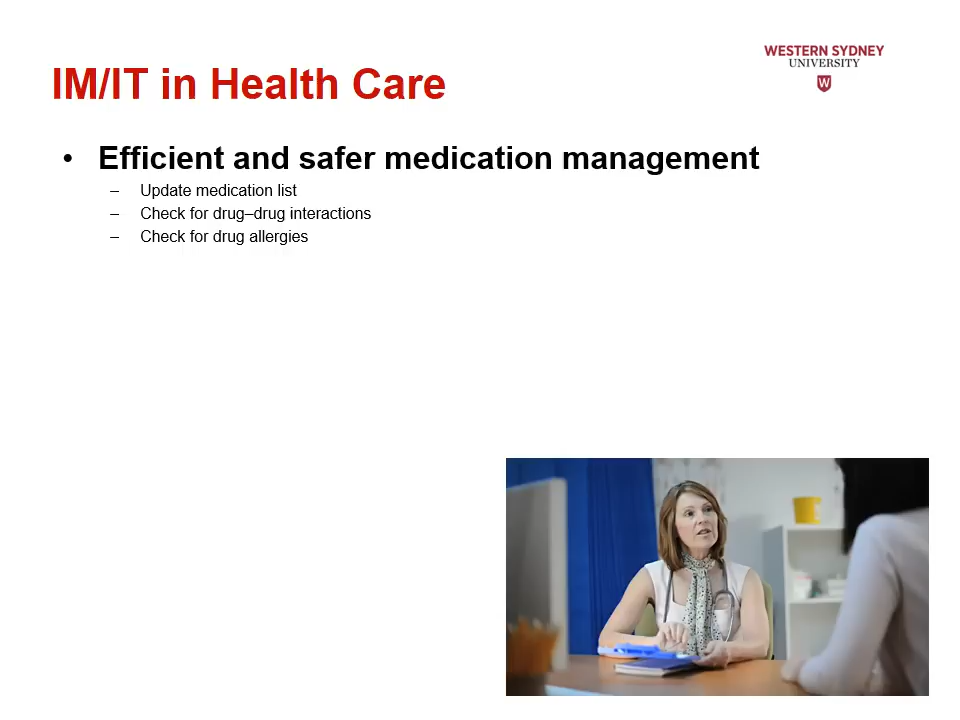 WESTERN SYDNEY
UNIVERSITY
W
IM/IT in Health Care
• Efficient and safer medication management
– Update medication list
– Check for drug–drug interactions
– Check for drug allergies